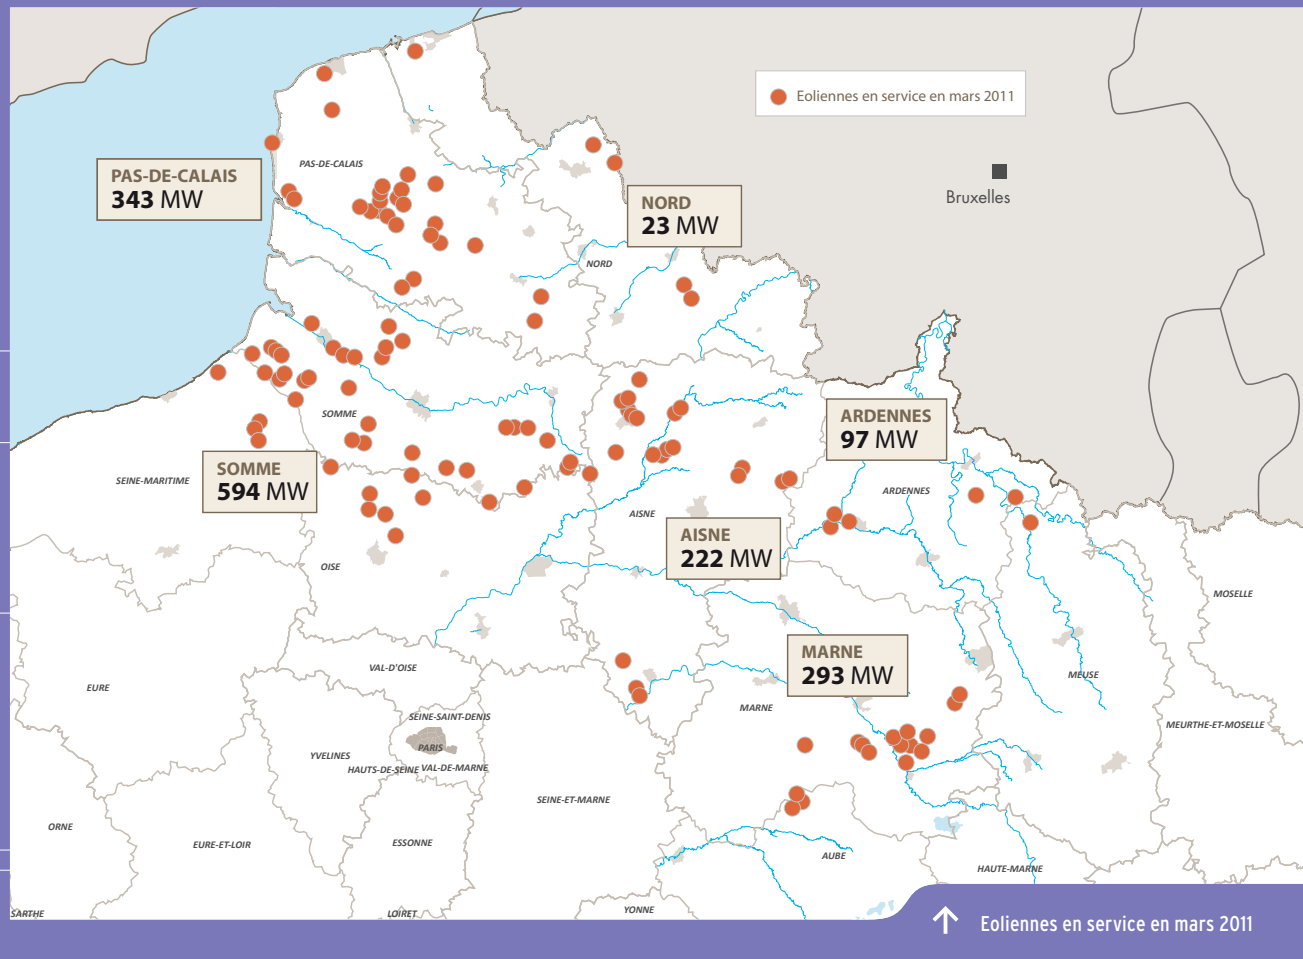 Eoliennes en service en mars 2011
PAS-DE-CALAIS
PAS-DE-CALAIS
343 MW
Bruxelles
NORD
23 MW
NORD
ARDENNES
97 MW
SOMME
SOMME
594 MW
SEINE-MARITIME
ARDENNES
AISNE
AISNE
222 MW
OISE
MOSELLE
MARNE
293 MW
VAL-D'OISE
MEUSE
EURE
MARNE
SEINE-SAINT-DENIS
MEURTHE-ET-MOSELLE
PARIS
YVELINES
HAUTS-DE-SEINE
VAL-DE-MARNE
SEINE-ET-MARNE
ORNE
EURE-ET-LOIR
ESSONNE
AUBE
HAUTE-MARNE
SARTHE
LOIRET
YONNE
Eoliennes en service en mars 2011